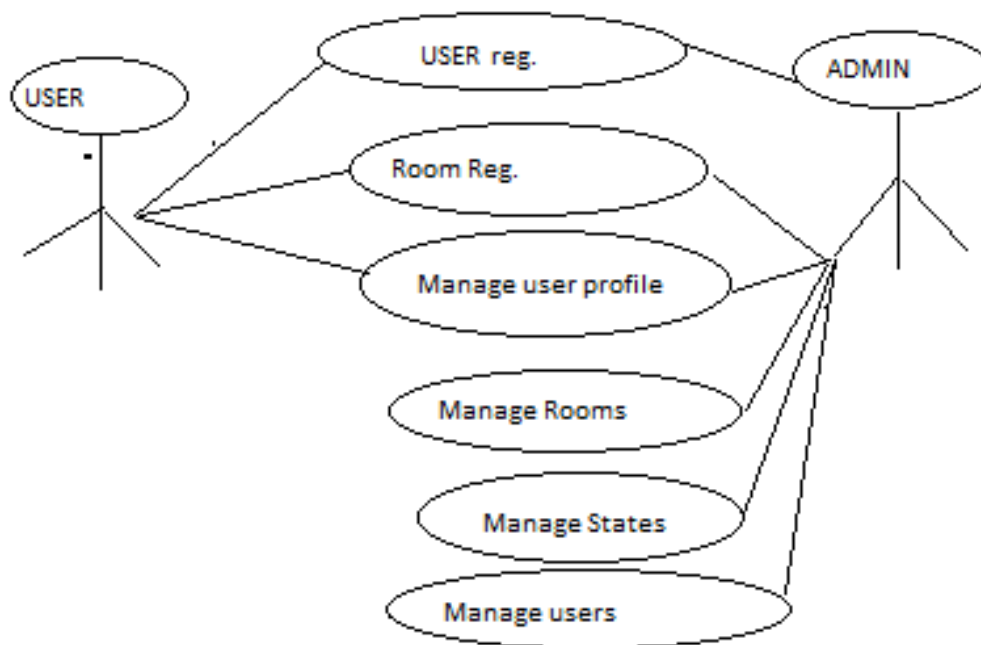 USER reg.
ADMIN
USER
Room Reg.
Manage user profile
Manage Rooms
Manage States
Manage users